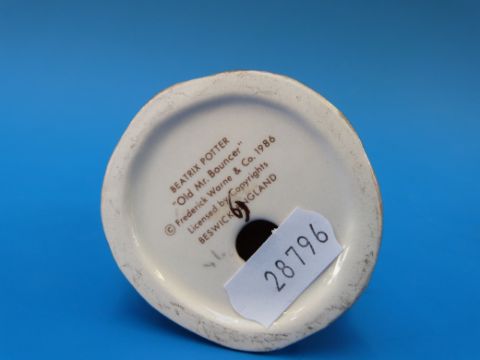 BEATRIX POTTER
"Old Mr. Bouncer"
© Frederick Warne & Co. 1986
Licensed by Copyrights
BESWICK ENGLAND
28796